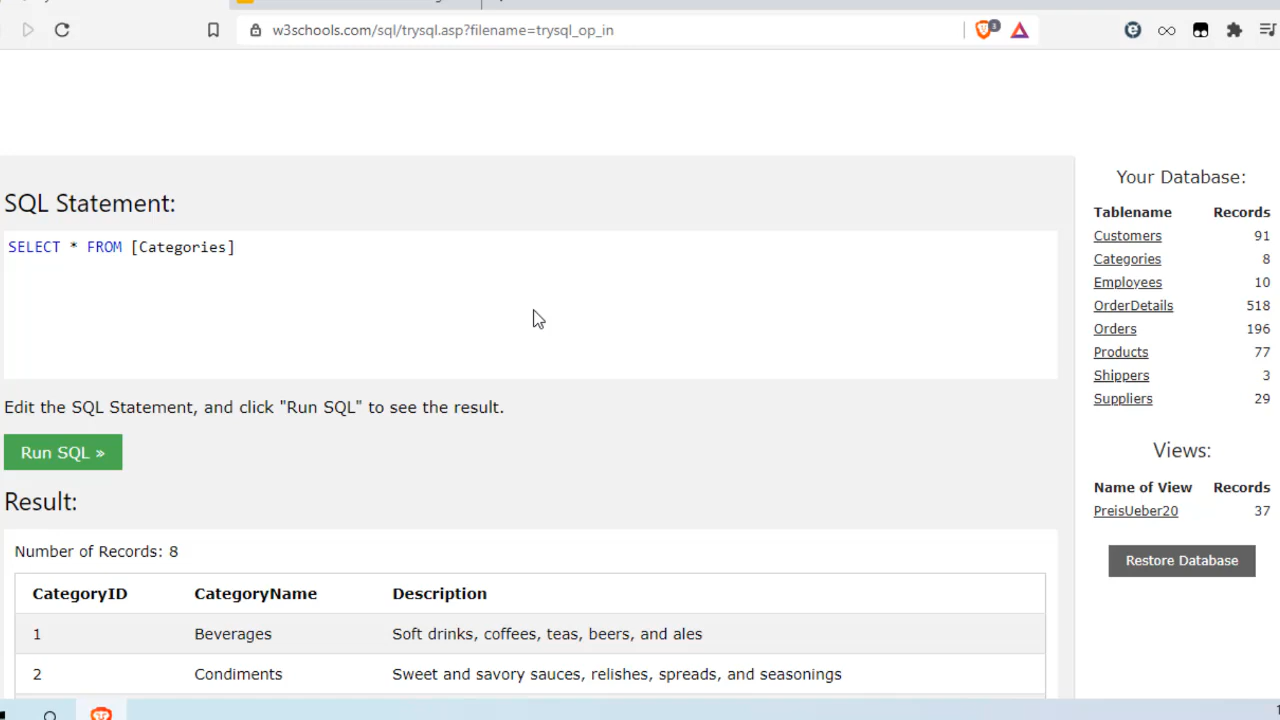 w3schools.com/sql/trysql.asp?filename=trysql_op_in
3
SQL Statement:
SELECT * FROM [Categories]
Edit the SQL Statement, and click "Run SQL" to see the result.
Run SQL »
Result:
Number of Records: 8
CategoryID CategoryName Description
1 Beverages Soft drinks, coffees, teas, beers, and ales
2 Condiments Sweet and savory sauces, relishes, spreads, and seasonings
Your Database:
Tablename Records
Customers 91
Categories 8
Employees 10
OrderDetails 518
Orders 196
Products 77
Shippers 3
Suppliers 29
Views:
Name of View Records
PreisUeber20 37
Restore Database